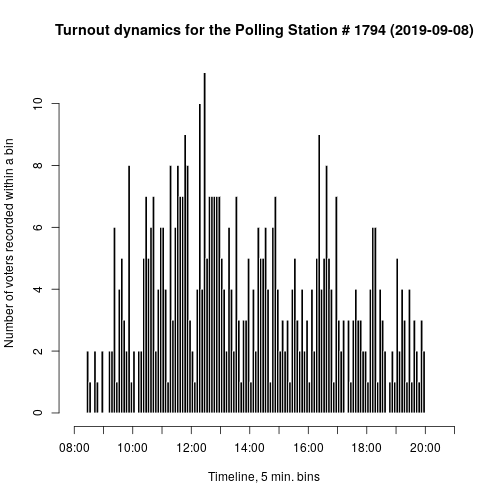 Turnout dynamics for the Polling Station # 1794 (2019-09-08)
Number of voters recorded within a bin
10
8
6
4
2
0
08:00 10:00 12:00 14:00 16:00 18:00 20:00
Timeline, 5 min. bins